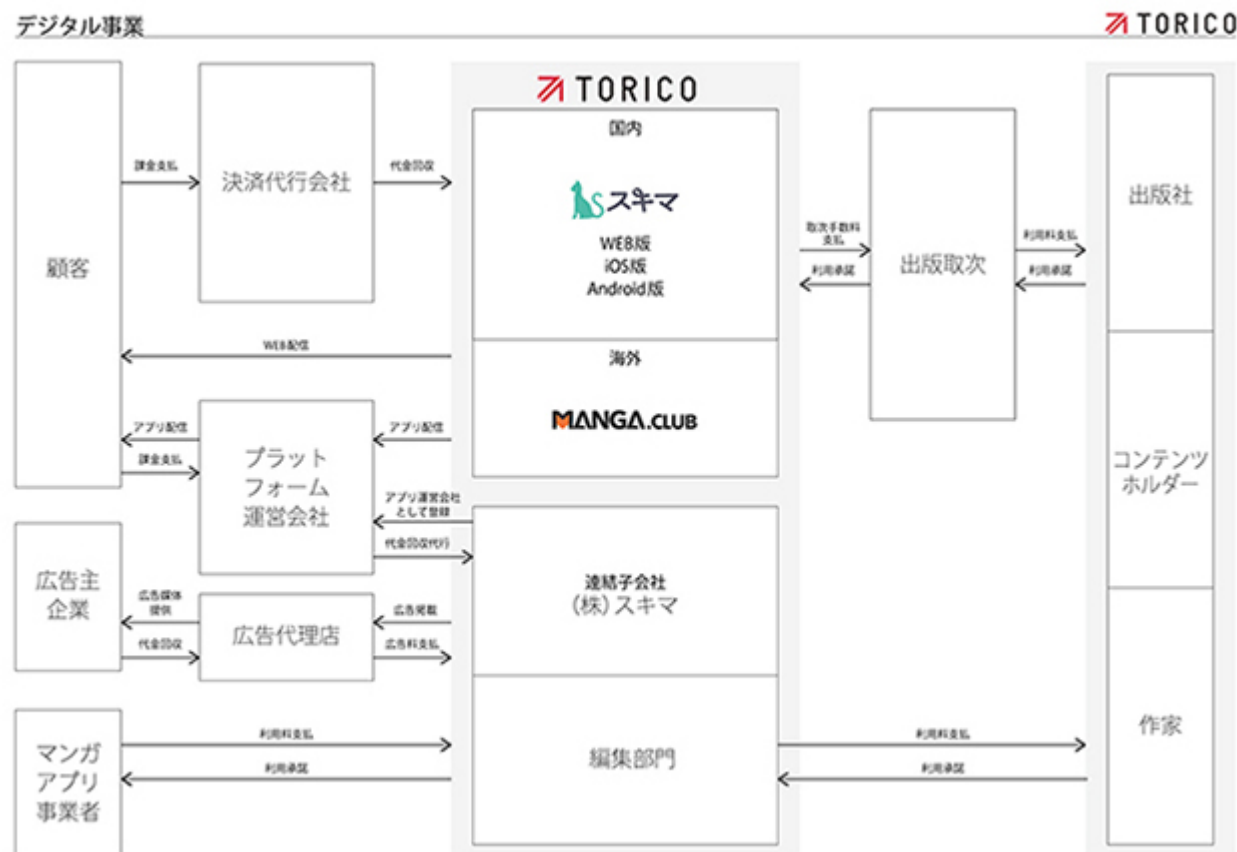 デジタル事業
TORICO
顧客
課金支払
決済代行会社
代金回収
TORICO
国内
スキマ
WEB版
iOS版
Android版
海外
MANGA.CLUB
WEB配信
アプリ配信
課金支払
プラット
フォーム
運営会社
アプリ配信
アプリ運営会社
として登録
代金回収代行
連結子会社
(株)スキマ
広告主
企業
広告媒体
提供
代金回収
広告代理店
広告掲載
広告料支払
マンガ
アプリ
事業者
利用料支払
利用承諾
編集部門
利用料支払
利用承諾
取次手数料
支払
利用承諾
出版取次
利用料支払
利用承諾
出版社
コンテンツ
ホルダー
作家